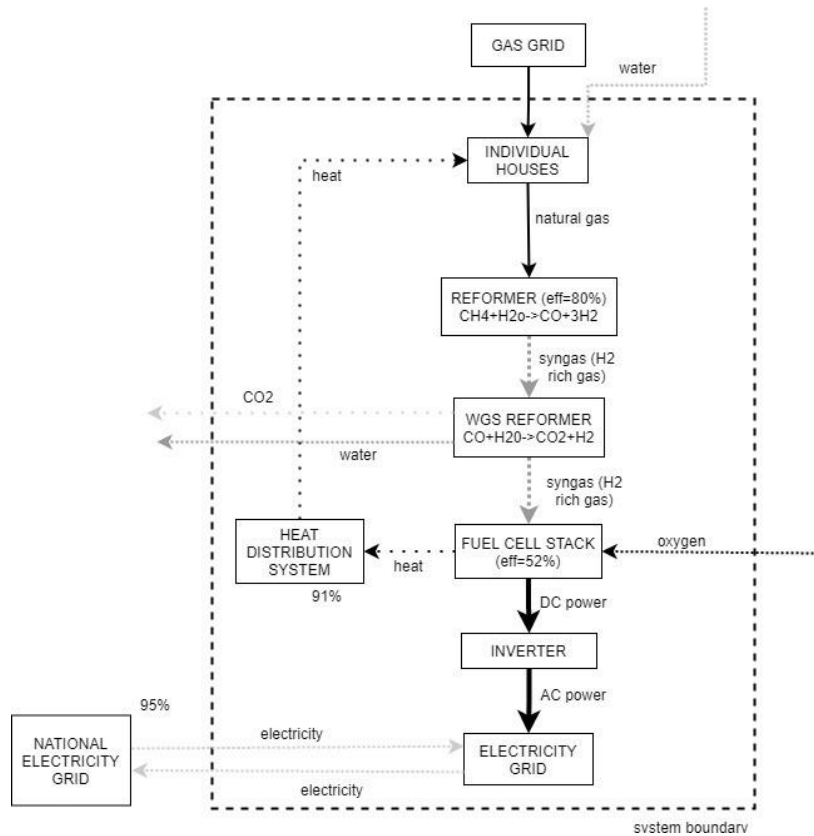 GAS GRID
water
INDIVIDUAL
HOUSES
heat
natural gas
REFORMER (eff=80%)
CH4+H2o->CO+3H2
syngas (H2
rich gas)
CO2
WGS REFORMER
CO+H20->CO2+H2
water
syngas (H2
rich gas)
HEAT
DISTRIBUTION
SYSTEM
91%
heat
FUEL CELL STACK
(eff=52%)
oxygen
DC power
INVERTER
AC power
95%
NATIONAL
ELECTRICITY
GRID
electricity
electricity
ELECTRICITY
GRID
system boundary